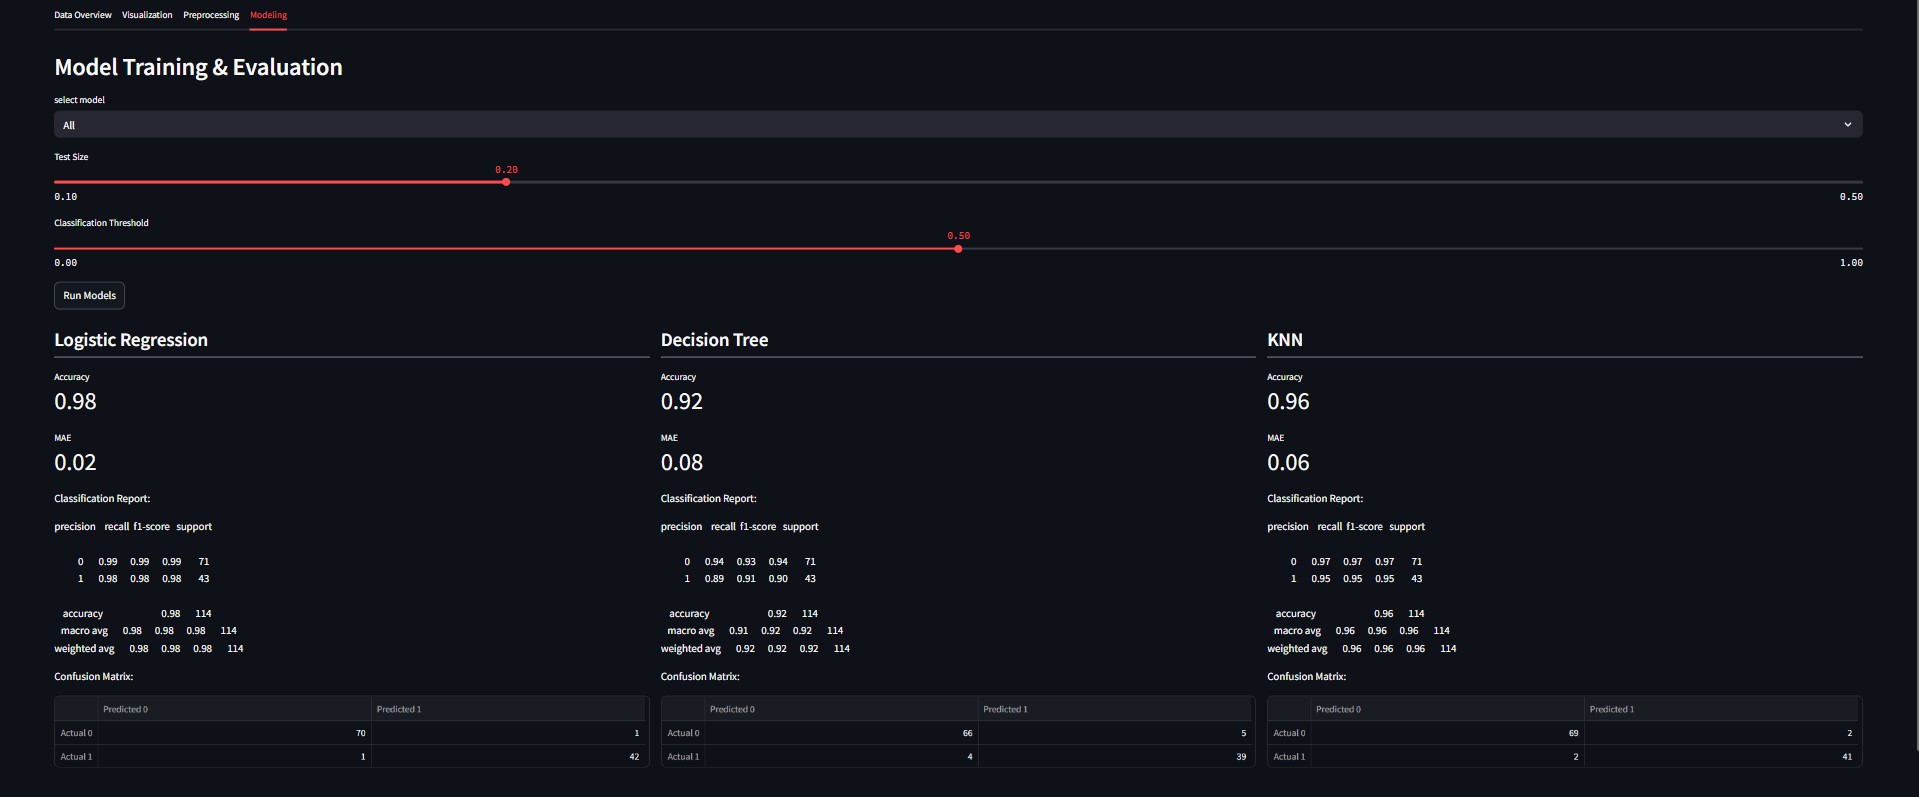 Data Overview Visualization Preprocessing Modeling
Model Training & Evaluation
select model
All
Test Size
0.20
0.10 0.50
Classification Threshold
0.50
0.00 1.00
Run Models
Logistic Regression
Accuracy
0.98
MAE
0.02
Classification Report:
precision recall f1-score support
0 0.99 0.99 0.99 71
1 0.98 0.98 0.98 43
accuracy 0.98 114
macro avg 0.98 0.98 0.98 114
weighted avg 0.98 0.98 0.98 114
Confusion Matrix:
Predicted 0 Predicted 1
Actual 0 70 1
Actual 1 1 42
Decision Tree
Accuracy
0.92
MAE
0.08
Classification Report:
precision recall f1-score support
0 0.94 0.93 0.94 71
1 0.89 0.91 0.90 43
accuracy 0.92 114
macro avg 0.91 0.92 0.92 114
weighted avg 0.92 0.92 0.92 114
Confusion Matrix:
Predicted 0 Predicted 1
Actual 0 66 5
Actual 1 4 39
KNN
Accuracy
0.96
MAE
0.06
Classification Report:
precision recall f1-score support
0 0.97 0.97 0.97 71
1 0.95 0.95 0.95 43
accuracy 0.96 114
macro avg 0.96 0.96 0.96 114
weighted avg 0.96 0.96 0.96 114
Confusion Matrix:
Predicted 0 Predicted 1
Actual 0 69 2
Actual 1 2 41